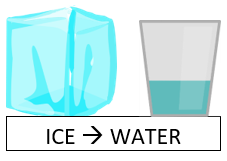 ICE → WATER